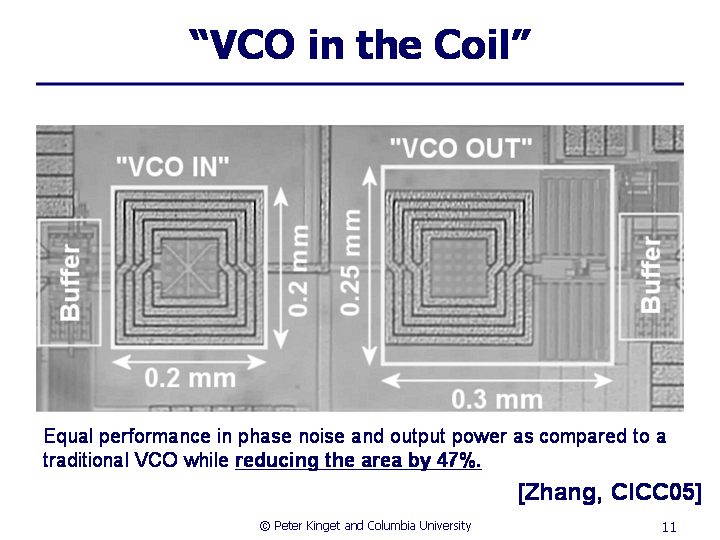 “VCO in the Coil”
"VCO IN"
"VCO OUT"
Buffer
0.2 mm
0.25 mm
Buffer
0.2 mm
0.3 mm
Equal performance in phase noise and output power as compared to a
traditional VCO while reducing the area by 47%.
[Zhang, CICC05]
© Peter Kinget and Columbia University
11